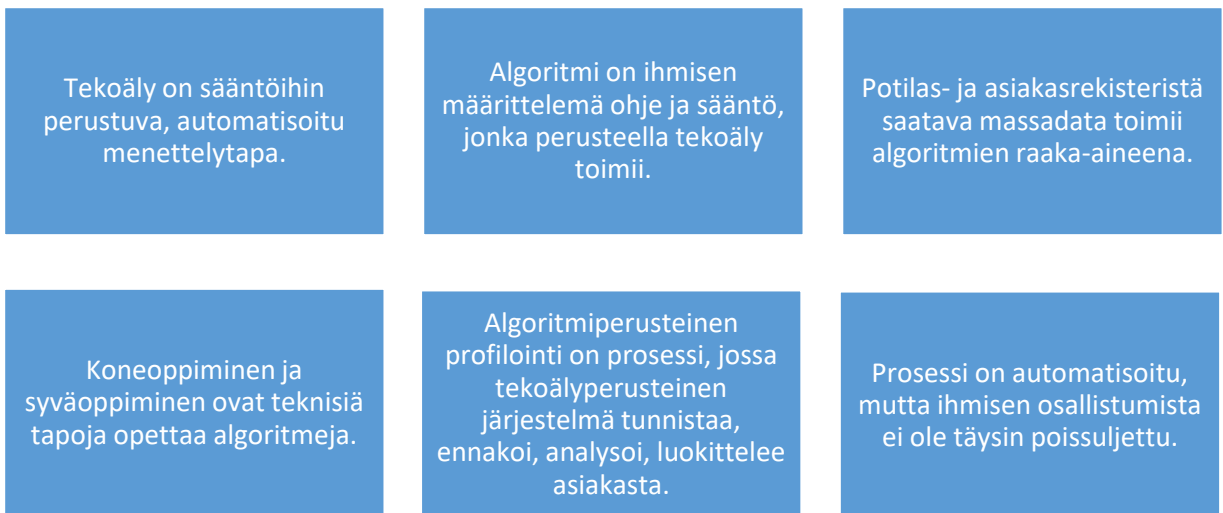 Tekoäly on sääntöihin
perustuva, automatisoitu
menettelytapa.
Algoritmi on ihmisen
määrittelemä ohje ja sääntö,
jonka perusteella tekoäly
toimii.
Potilas- ja asiakasrekisteristä
saatava massadata toimii
algoritmien raaka-aineena.
Koneoppiminen ja
syväoppiminen ovat teknisiä
tapoja opettaa algoritmeja.
Algoritmiperusteinen
profilointi on prosessi, jossa
tekoälyperusteinen
järjestelmä tunnistaa,
ennakoi, analysoi, luokittelee
asiakasta.
Prosessi on automatisoitu,
mutta ihmisen osallistumista
ei ole täysin poissuljettu.